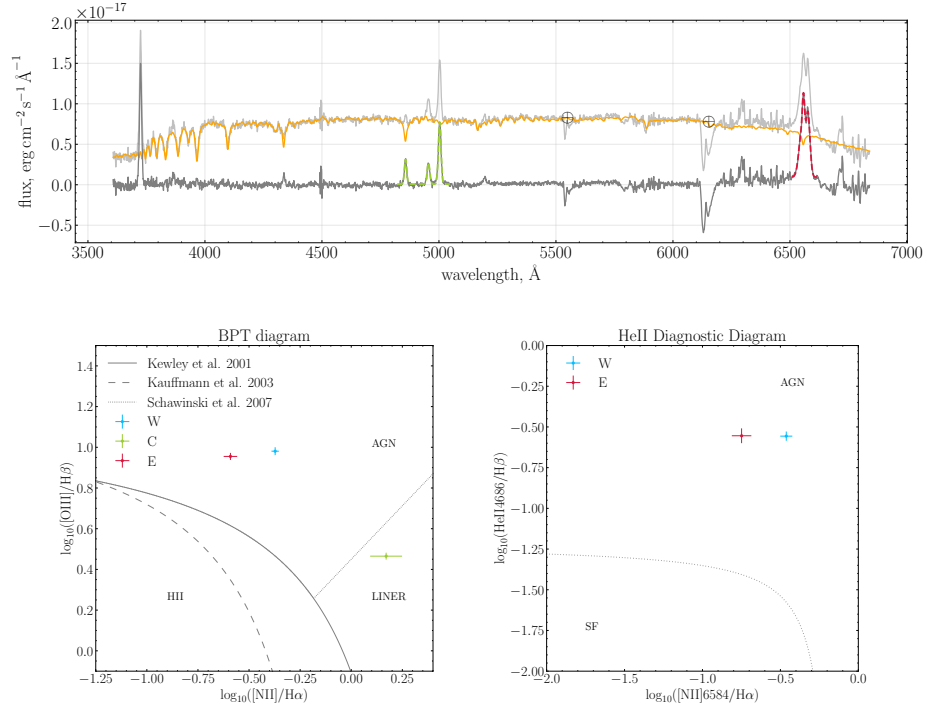 ×10⁻¹⁷
2.0
1.5
1.0
0.5
0.0
−0.5
flux, erg cm⁻² s⁻¹ Å⁻¹
3500 4000 4500 5000 5500 6000 6500 7000
wavelength, Å
BPT diagram
Kewley et al. 2001
Kauffmann et al. 2003
Schawinski et al. 2007
W
C
E
AGN
HII
LINER
1.4
1.2
1.0
0.8
0.6
0.4
0.2
0.0
log₁₀([OIII]/Hβ)
−1.25 −1.00 −0.75 −0.50 −0.25 0.00 0.25
log₁₀([NII]/Hα)
HeII Diagnostic Diagram
W
E
AGN
SF
0.00
−0.25
−0.50
−0.75
−1.00
−1.25
−1.50
−1.75
−2.00
log₁₀(HeII4686/Hβ)
−2.0 −1.5 −1.0 −0.5 0.0
log₁₀([NII]6584/Hα)